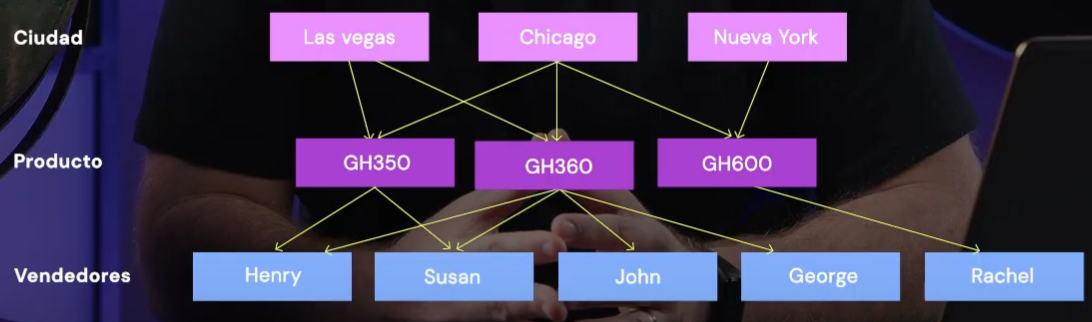 Ciudad Las vegas Chicago Nueva York
Producto GH350 GH360 GH600
Vendedores Henry Susan John George Rachel